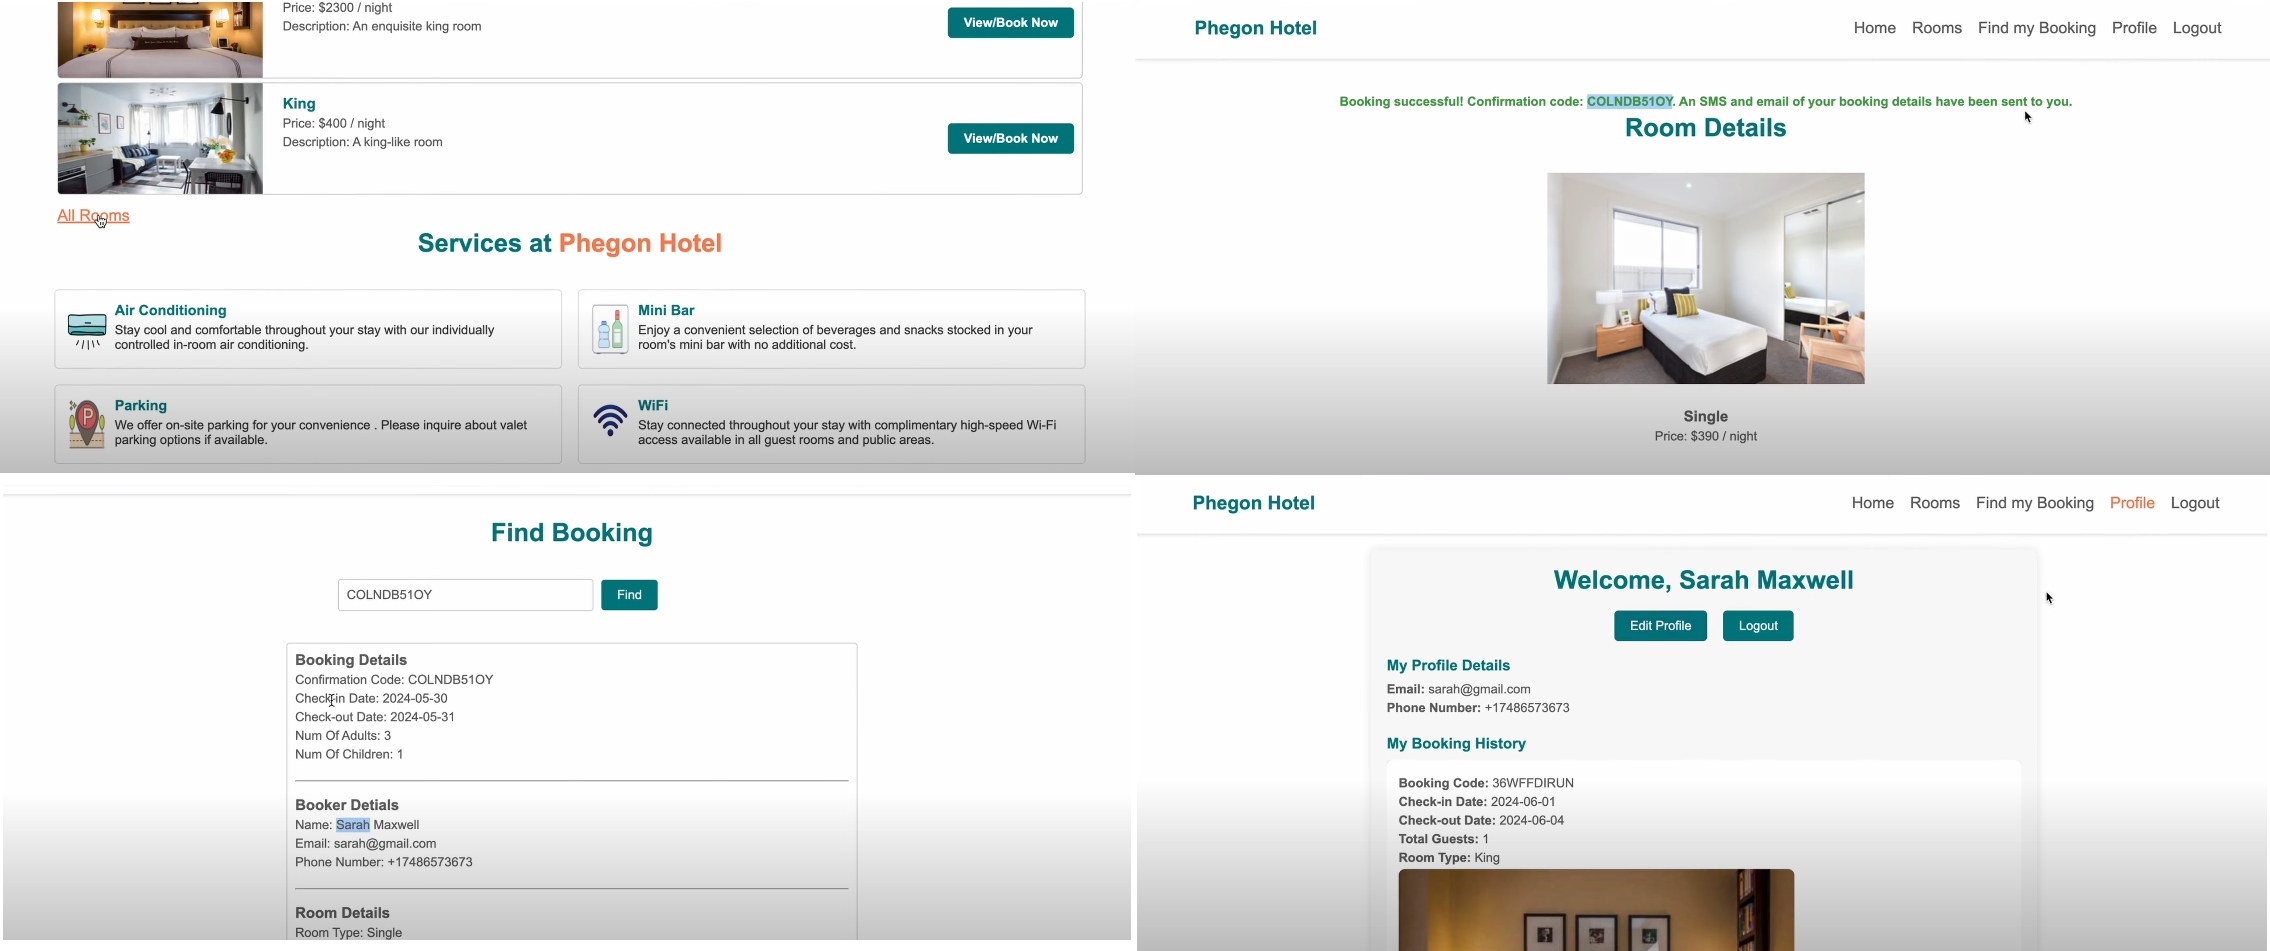 Price: $2300 / night
Description: An enquisite king room
View/Book Now
King
Price: $400 / night
Description: A king-like room
View/Book Now
All Rooms
Services at Phegon Hotel
Air Conditioning
Stay cool and comfortable throughout your stay with our individually
controlled in-room air conditioning.
Mini Bar
Enjoy a convenient selection of beverages and snacks stocked in your
room's mini bar with no additional cost.
Parking
We offer on-site parking for your convenience . Please inquire about valet
parking options if available.
WiFi
Stay connected throughout your stay with complimentary high-speed Wi-Fi
access available in all guest rooms and public areas.
Phegon Hotel
Home Rooms Find my Booking Profile Logout
Booking successful! Confirmation code: COLNDB51OY. An SMS and email of your booking details have been sent to you.
Room Details
Single
Price: $390 / night
Find Booking
COLNDB51OY
Find
Booking Details
Confirmation Code: COLNDB51OY
Check-in Date: 2024-05-30
Check-out Date: 2024-05-31
Num Of Adults: 3
Num Of Children: 1
Booker Detials
Name: Sarah Maxwell
Email: sarah@gmail.com
Phone Number: +17486573673
Room Details
Room Type: Single
Phegon Hotel
Home Rooms Find my Booking Profile Logout
Welcome, Sarah Maxwell
Edit Profile
Logout
My Profile Details
Email: sarah@gmail.com
Phone Number: +17486573673
My Booking History
Booking Code: 36WFFDIRUN
Check-in Date: 2024-06-01
Check-out Date: 2024-06-04
Total Guests: 1
Room Type: King